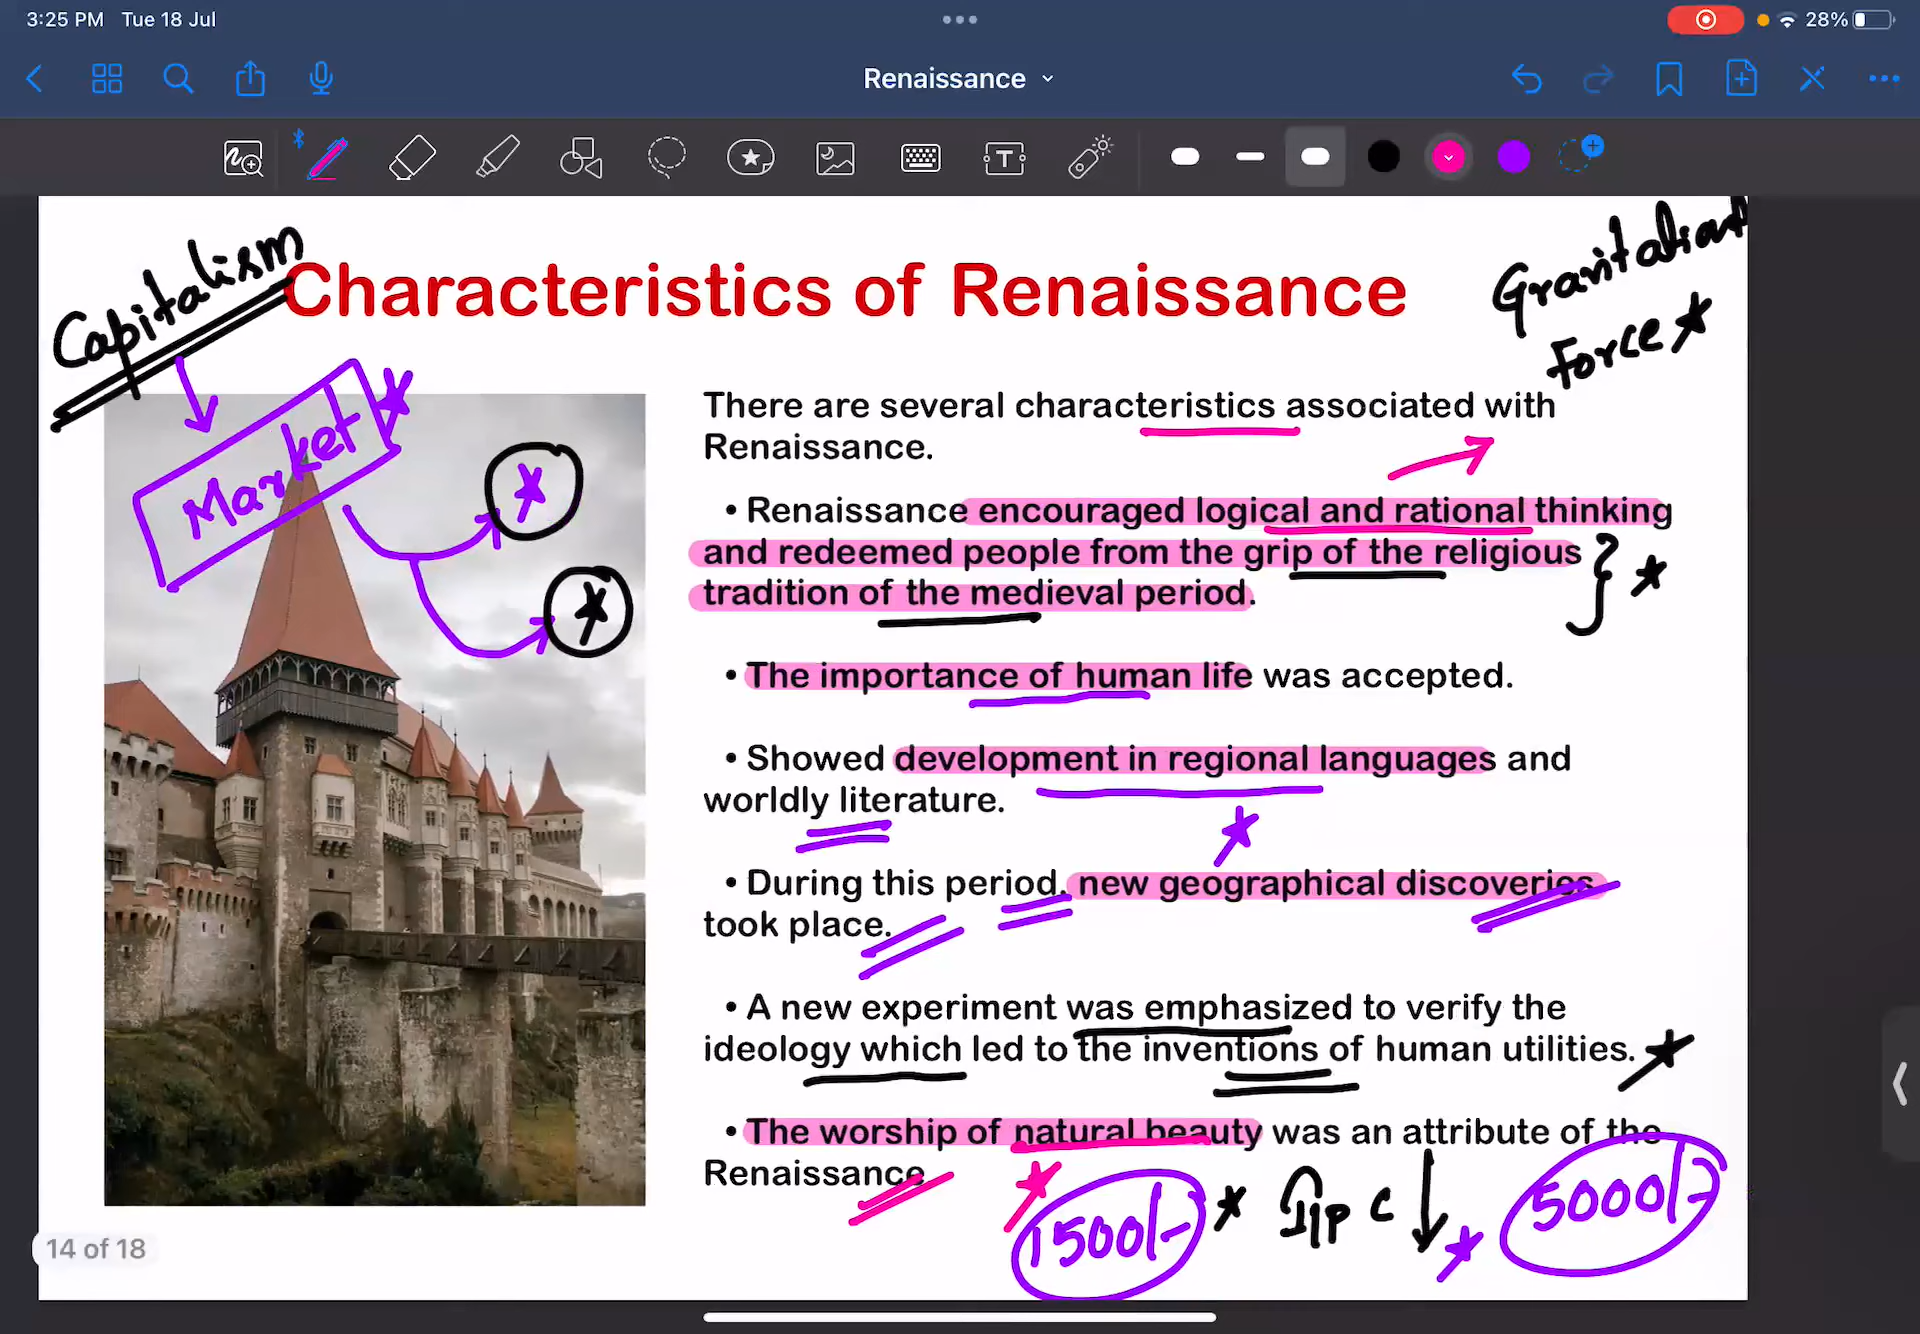 3:25 PM Tue 18 Jul
28%
Renaissance
Capitalism
Characteristics of Renaissance
Gravitational
Force
Market
There are several characteristics associated with
Renaissance.
• Renaissance encouraged logical and rational thinking
and redeemed people from the grip of the religious
tradition of the medieval period.
• The importance of human life was accepted.
• Showed development in regional languages and
worldly literature.
• During this period, new geographical discoveries
took place.
• A new experiment was emphasized to verify the
ideology which led to the inventions of human utilities.
• The worship of natural beauty was an attribute of the
Renaissance
1500/-
5000/-
14 of 18